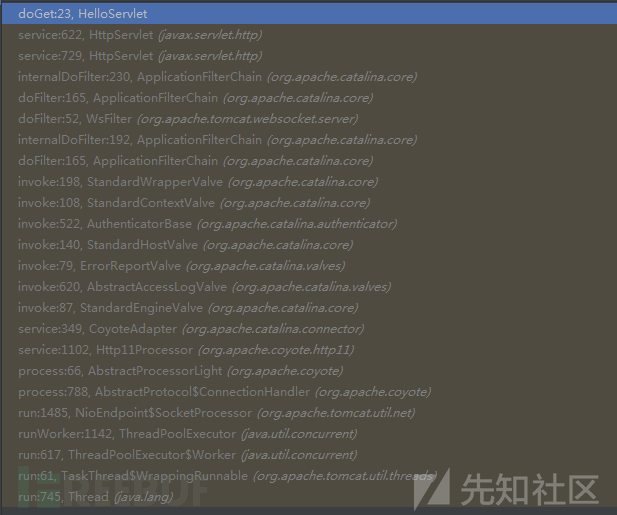 doGet:23, HelloServlet
service:622, HttpServlet (javax.servlet.http)
service:729, HttpServlet (javax.servlet.http)
internalDoFilter:230, ApplicationFilterChain (org.apache.catalina.core)
doFilter:165, ApplicationFilterChain (org.apache.catalina.core)
doFilter:52, WsFilter (org.apache.tomcat.websocket.server)
internalDoFilter:192, ApplicationFilterChain (org.apache.catalina.core)
doFilter:165, ApplicationFilterChain (org.apache.catalina.core)
invoke:198, StandardWrapperValve (org.apache.catalina.core)
invoke:108, StandardContextValve (org.apache.catalina.core)
invoke:522, AuthenticatorBase (org.apache.catalina.authenticator)
invoke:140, StandardHostValve (org.apache.catalina.core)
invoke:79, ErrorReportValve (org.apache.catalina.valves)
invoke:620, AbstractAccessLogValve (org.apache.catalina.valves)
invoke:87, StandardEngineValve (org.apache.catalina.core)
service:349, CoyoteAdapter (org.apache.catalina.connector)
service:1102, Http11Processor (org.apache.coyote.http11)
process:66, AbstractProcessorLight (org.apache.coyote)
process:788, AbstractProtocol$ConnectionHandler (org.apache.coyote)
run:1485, NioEndpoint$SocketProcessor (org.apache.tomcat.util.net)
runWorker:1142, ThreadPoolExecutor (java.util.concurrent)
run:617, ThreadPoolExecutor$Worker (java.util.concurrent)
run:61, TaskThread$WrappingRunnable (org.apache.tomcat.util.threads)
run:745, Thread (java.lang)
先知社区